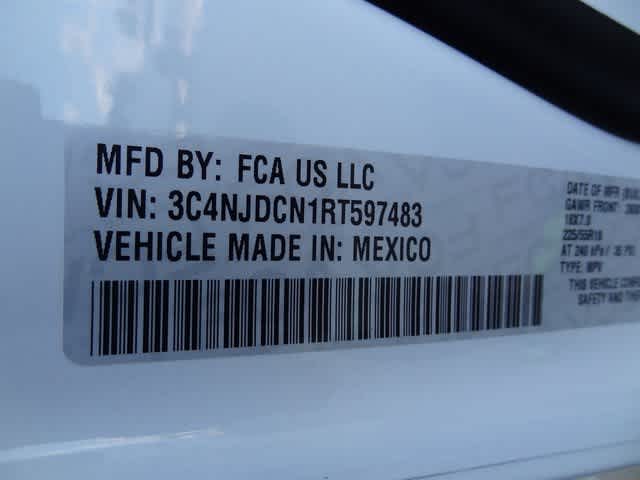 MFD BY: FCA US LLC
VIN: 3C4NJDCN1RT597483
VEHICLE MADE IN: MEXICO
DATE OF MFR
GAWR FRONT:
18X7.0
225/55R18
AT 240 kPa / 35 PSI
TYPE: MPV
THIS VEHICLE
SAFETY AND